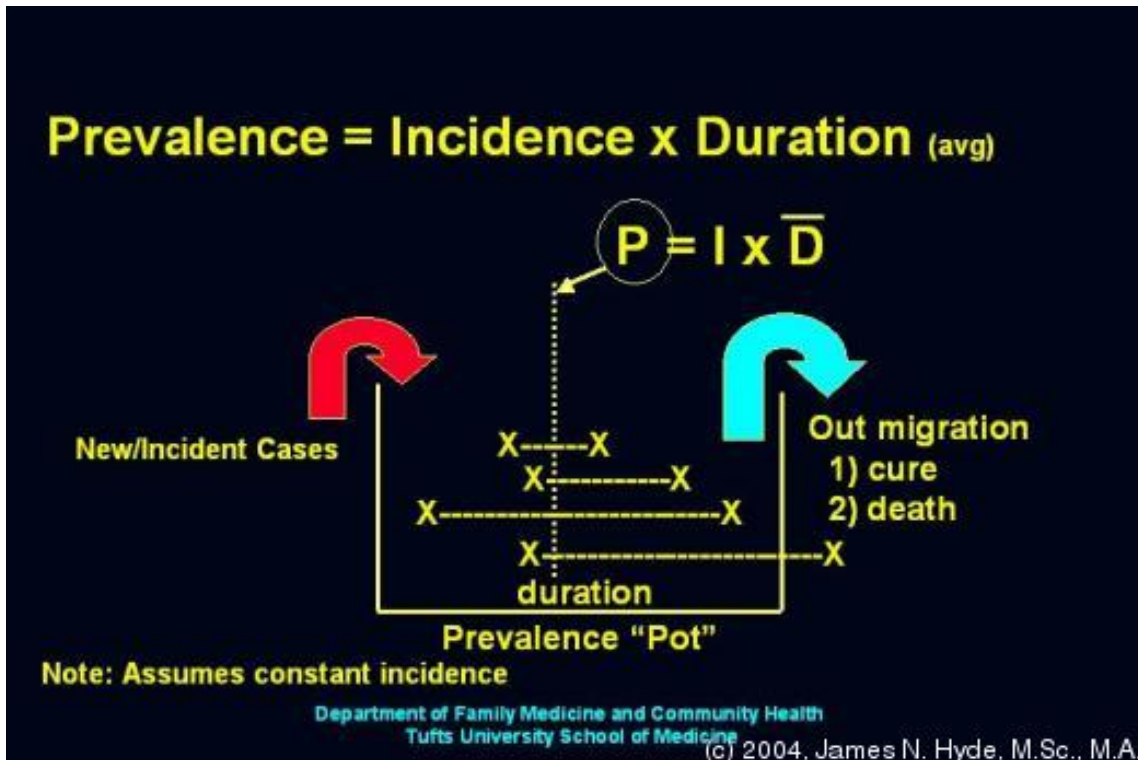 Prevalence = Incidence x Duration (avg)
P = I x D̅
New/Incident Cases
X------X
X-----------X
X-------------------------X
X-------------------------X
Out migration
1) cure
2) death
duration
Prevalence “Pot”
Note: Assumes constant incidence
Department of Family Medicine and Community Health
Tufts University School of Medicine
(c) 2004, James N. Hyde, M.Sc., M.A